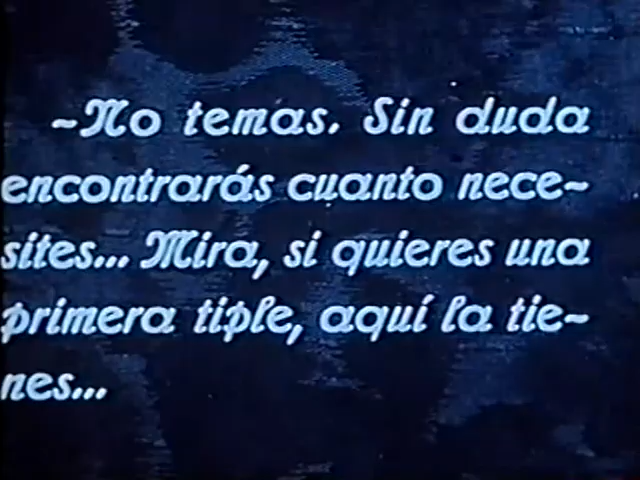 ~No temas. Sin duda
encontrarás cuanto nece~
sites... Mira, si quieres una
primera tiple, aquí la tie~
nes...